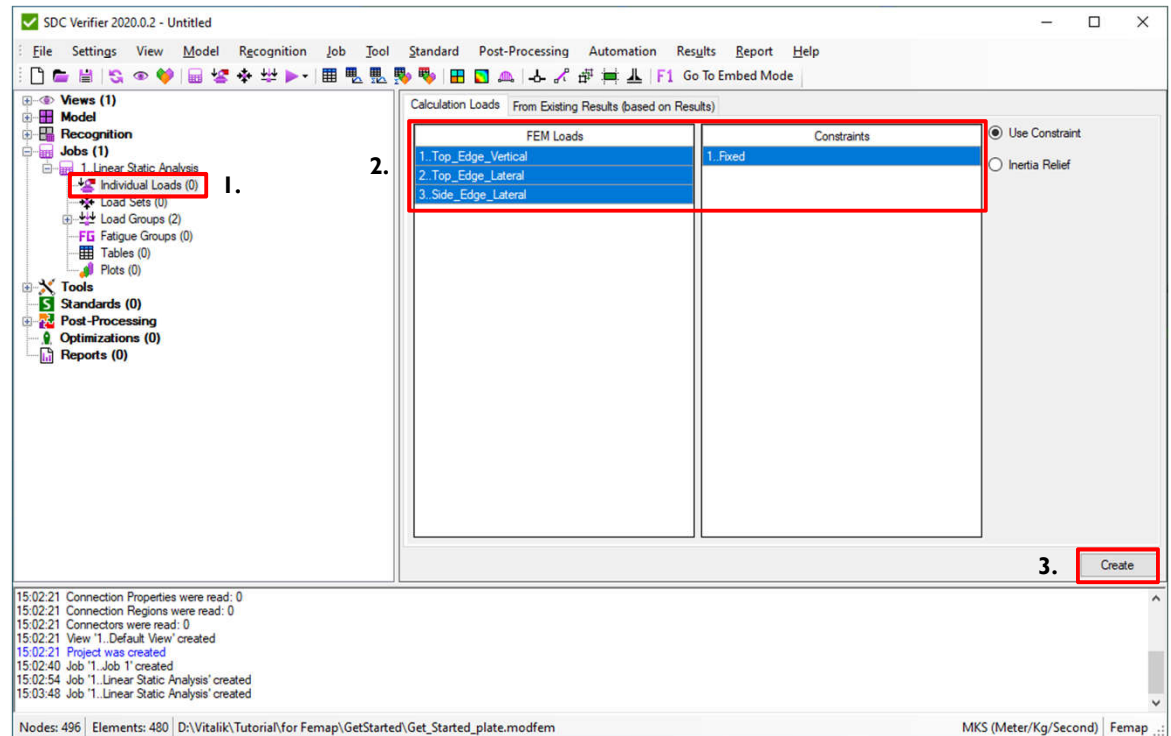 SDC Verifier 2020.0.2 - Untitled
File Settings View Model Recognition Job Tool Standard Post-Processing Automation Results Report Help
F1 Go To Embed Mode
Views (1)
Model
Recognition
Jobs (1)
1..Linear Static Analysis
Individual Loads (0)
1.
Load Sets (0)
Load Groups (2)
FG Fatigue Groups (0)
Tables (0)
Plots (0)
Tools
S Standards (0)
Post-Processing
Optimizations (0)
Reports (0)
Calculation Loads From Existing Results (based on Results)
2.
FEM Loads Constraints
1..Top_Edge_Vertical 1..Fixed
2..Top_Edge_Lateral
3..Side_Edge_Lateral
Use Constraint
Inertia Relief
3. Create
15:02:21 Connection Properties were read: 0
15:02:21 Connection Regions were read: 0
15:02:21 Connectors were read: 0
15:02:21 View '1..Default View' created
15:02:21 Project was created
15:02:40 Job '1..Job 1' created
15:02:54 Job '1..Linear Static Analysis' created
15:03:48 Job '1..Linear Static Analysis' created
Nodes: 496 Elements: 480 D:\Vitalik\Tutorial\for Femap\GetStarted\Get_Started_plate.modfem MKS (Meter/Kg/Second) Femap